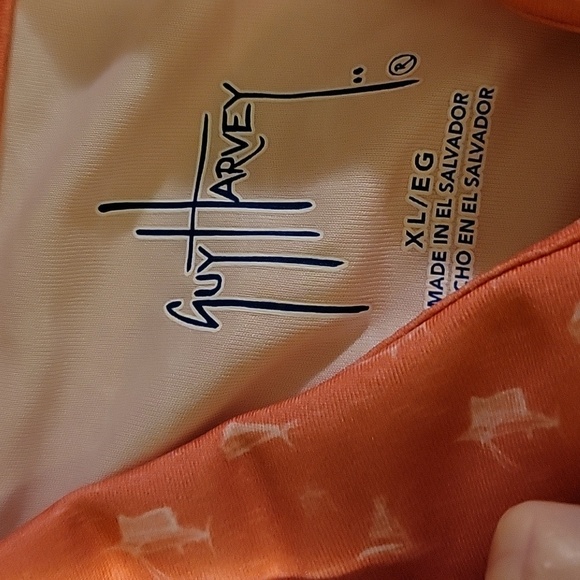 GUY HARVEY ®
XL/EG
MADE IN EL SALVADOR
CHO EN EL SALVADOR